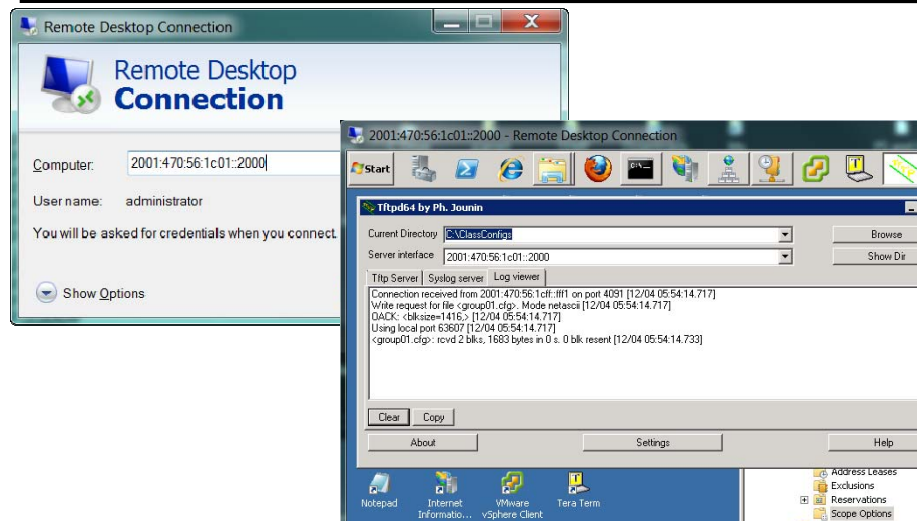 Remote Desktop Connection
Remote Desktop
Connection
Computer: 2001:470:56:1c01::2000
User name: administrator
You will be asked for credentials when you connect.
Show Options
2001:470:56:1c01::2000 - Remote Desktop Connection
Start
Tftpd64 by Ph. Jounin
Current Directory C:\ClassConfigs Browse
Server interface 2001:470:56:1c01::2000 Show Dir
Tftp Server Syslog server Log viewer
Connection received from 2001:470:56:1cff::fff1 on port 4091 [12/04 05:54:14.717]
Write request for file <group01.cfg>. Mode netascii [12/04 05:54:14.717]
OACK: <blksize=1416,> [12/04 05:54:14.717]
Using local port 63607 [12/04 05:54:14.717]
<group01.cfg>: rcvd 2 blks, 1683 bytes in 0 s. 0 blk resent [12/04 05:54:14.733]
Clear Copy
About Settings Help
Address Leases
Exclusions
Reservations
Scope Options
Notepad
Internet Informatio...
VMware vSphere Client
Tera Term